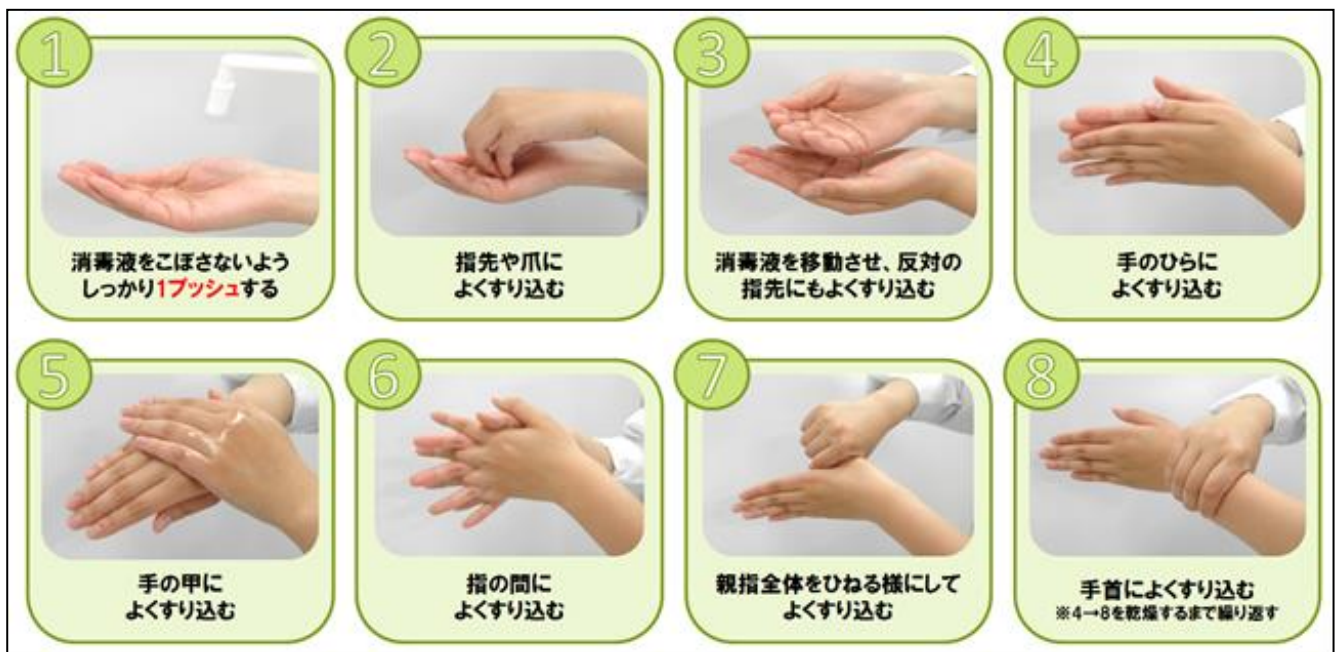 1
消毒液をこぼさないよう
しっかり1プッシュする
2
指先や爪に
よくすり込む
3
消毒液を移動させ、反対の
指先にもよくすり込む
4
手のひらに
よくすり込む
5
手の甲に
よくすり込む
6
指の間に
よくすり込む
7
親指全体をひねる様にして
よくすり込む
8
手首によくすり込む
※4→8を乾燥するまで繰り返す